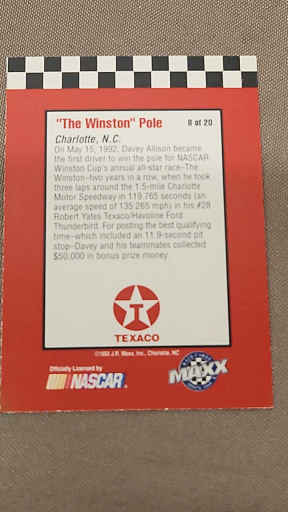 "The Winston" Pole 8 of 20
Charlotte, N.C.
On May 15, 1992, Davey Allison became
the first driver to win the pole for NASCAR
Winston Cup's annual all-star race–The
Winston–two years in a row, when he took
three laps around the 1.5-mile Charlotte
Motor Speedway in 119.765 seconds (an
average speed of 135.265 mph) in his #28
Robert Yates Texaco/Havoline Ford
Thunderbird. For posting the best qualifying
time–which included an 11.9-second pit
stop–Davey and his teammates collected
$50,000 in bonus prize money.
T
TEXACO
©1993 J.R. Maxx, Inc., Charlotte, NC
Officially Licensed by
NASCAR
MAXX